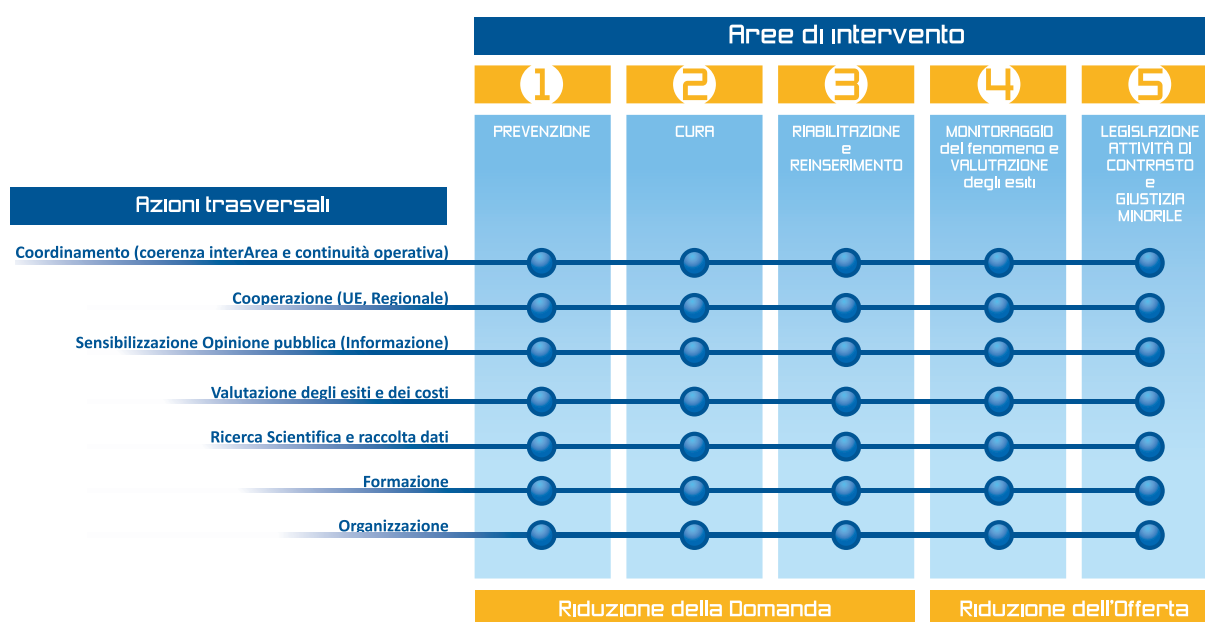 Aree di intervento
1 2 3 4 5
PREVENZIONE
CURA
RIABILITAZIONE
e
REINSERIMENTO
MONITORAGGIO
del fenomeno e
VALUTAZIONE
degli esiti
LEGISLAZIONE
ATTIVITÀ DI
CONTRASTO
e
GIUSTIZIA
MINORILE
Azioni trasversali
Coordinamento (coerenza interArea e continuità operativa)
Cooperazione (UE, Regionale)
Sensibilizzazione Opinione pubblica (Informazione)
Valutazione degli esiti e dei costi
Ricerca Scientifica e raccolta dati
Formazione
Organizzazione
Riduzione della Domanda
Riduzione dell'Offerta